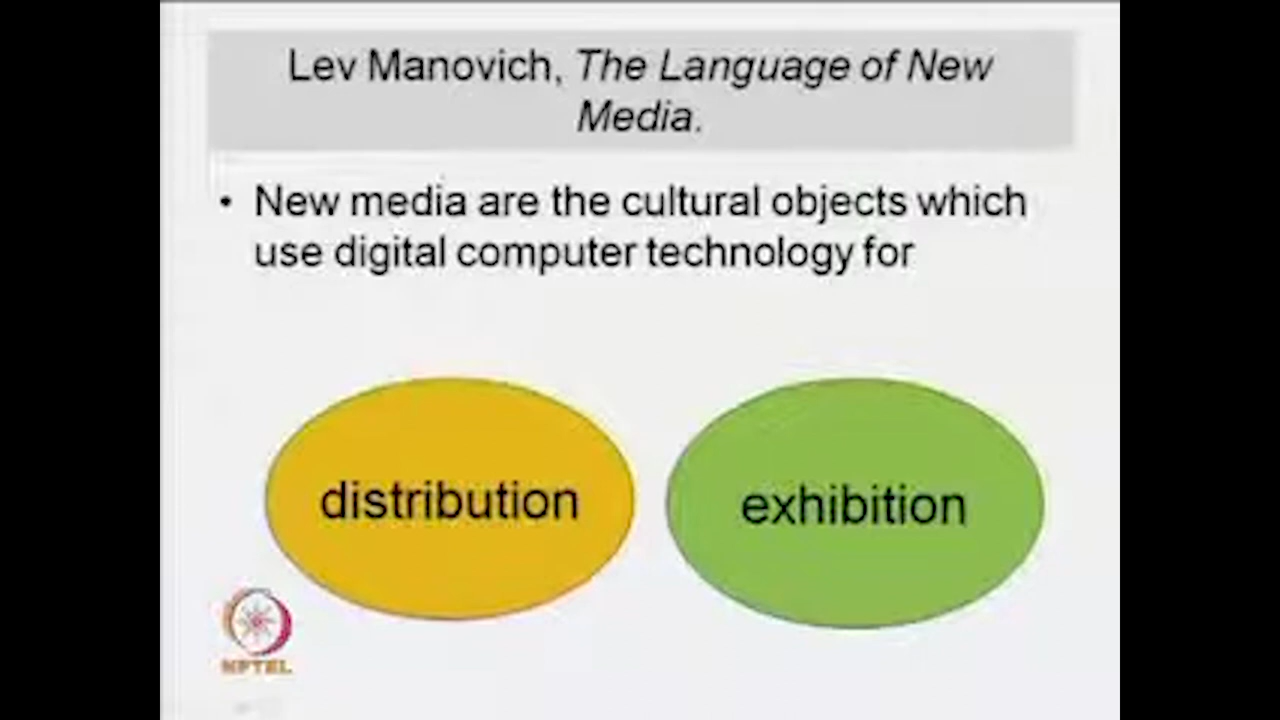 Lev Manovich, The Language of New
Media.
• New media are the cultural objects which
use digital computer technology for
distribution
exhibition
NPTEL